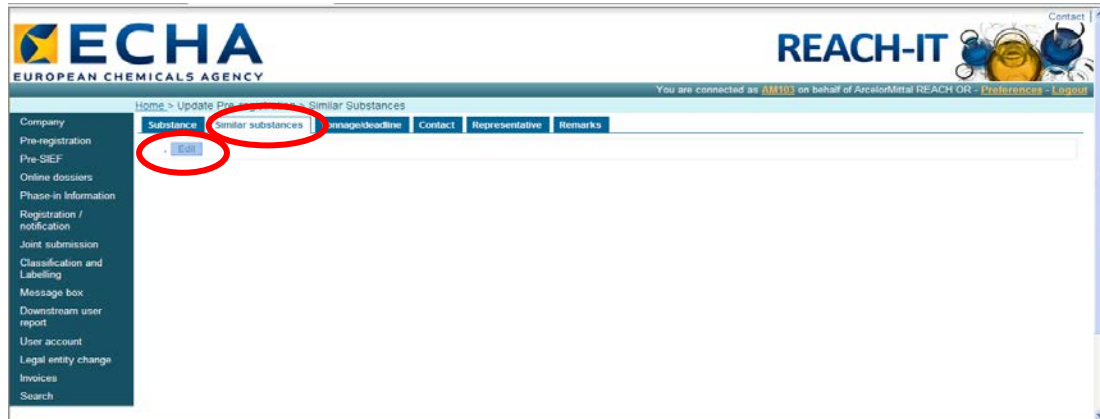 Contact
ECHA
EUROPEAN CHEMICALS AGENCY
REACH-IT
You are connected as AM103 on behalf of ArcelorMittal REACH OR - Preferences - Logout
Home > Update Pre-registration > Similar Substances
Substance Similar substances Tonnage/deadline Contact Representative Remarks
Edit
Company
Pre-registration
Pre-SIEF
Online dossiers
Phase-in Information
Registration /
notification
Joint submission
Classification and
Labelling
Message box
Downstream user
report
User account
Legal entity change
Invoices
Search